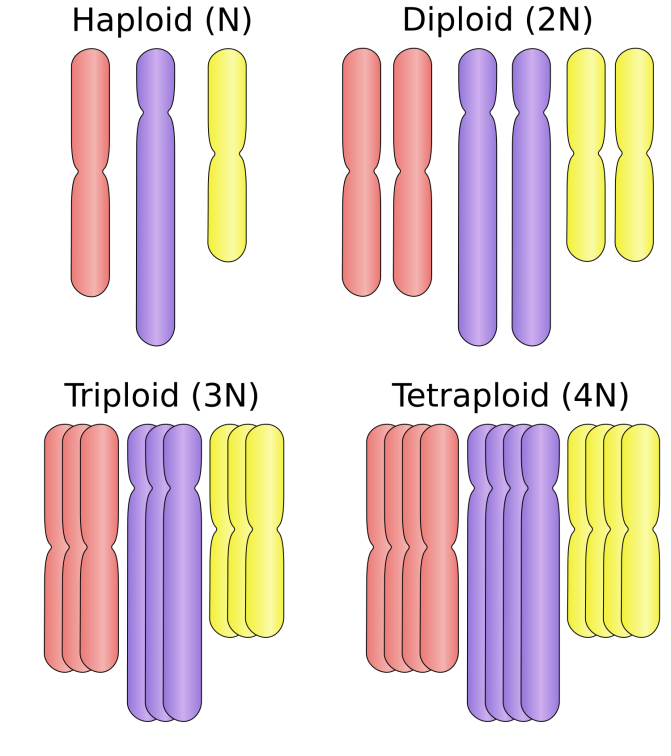 Haploid (N)
Diploid (2N)
Triploid (3N)
Tetraploid (4N)